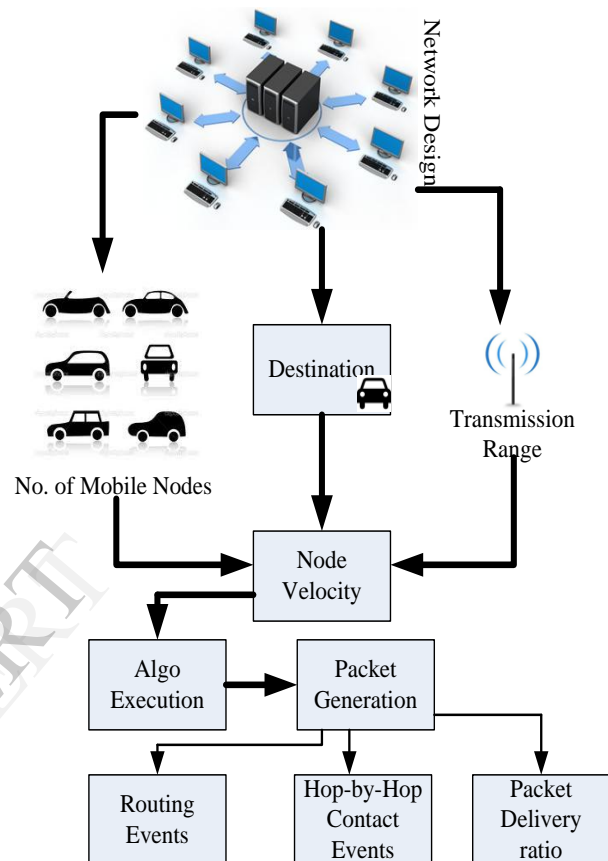 Network Design
Destination
Transmission
Range
No. of Mobile Nodes
Node
Velocity
Algo
Execution
Packet
Generation
Routing
Events
Hop-by-Hop
Contact
Events
Packet
Delivery
ratio